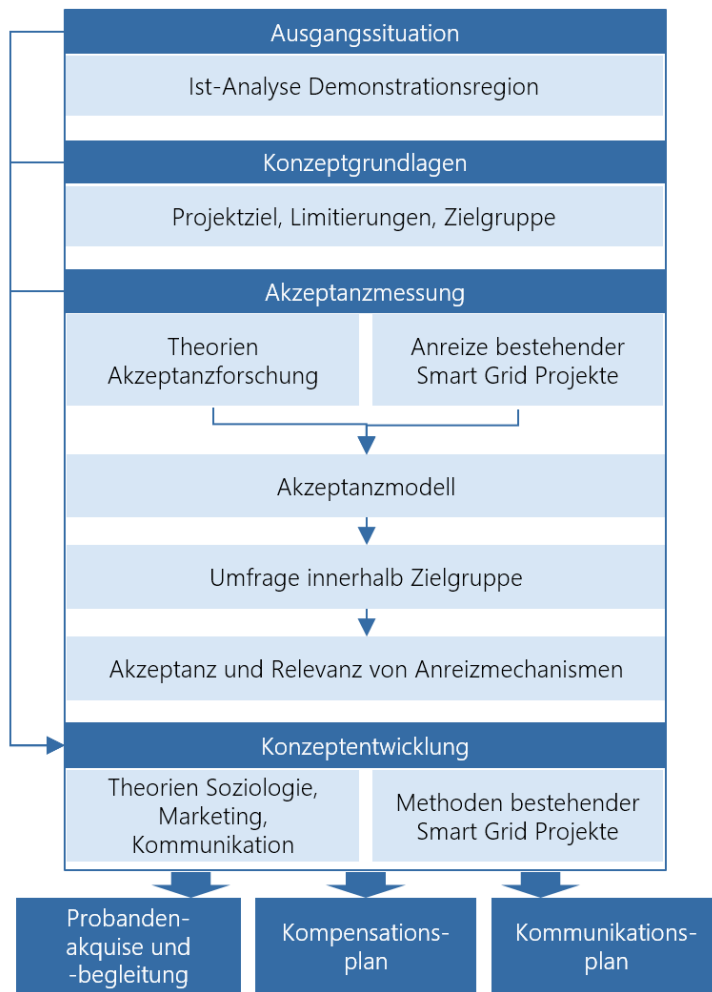 Ausgangssituation
Ist-Analyse Demonstrationsregion
Konzeptgrundlagen
Projektziel, Limitierungen, Zielgruppe
Akzeptanzmessung
Theorien
Akzeptanzforschung
Anreize bestehender
Smart Grid Projekte
Akzeptanzmodell
Umfrage innerhalb Zielgruppe
Akzeptanz und Relevanz von Anreizmechanismen
Konzeptentwicklung
Theorien Soziologie,
Marketing,
Kommunikation
Methoden bestehender
Smart Grid Projekte
Probanden-
akquise und
-begleitung
Kompensations-
plan
Kommunikations-
plan